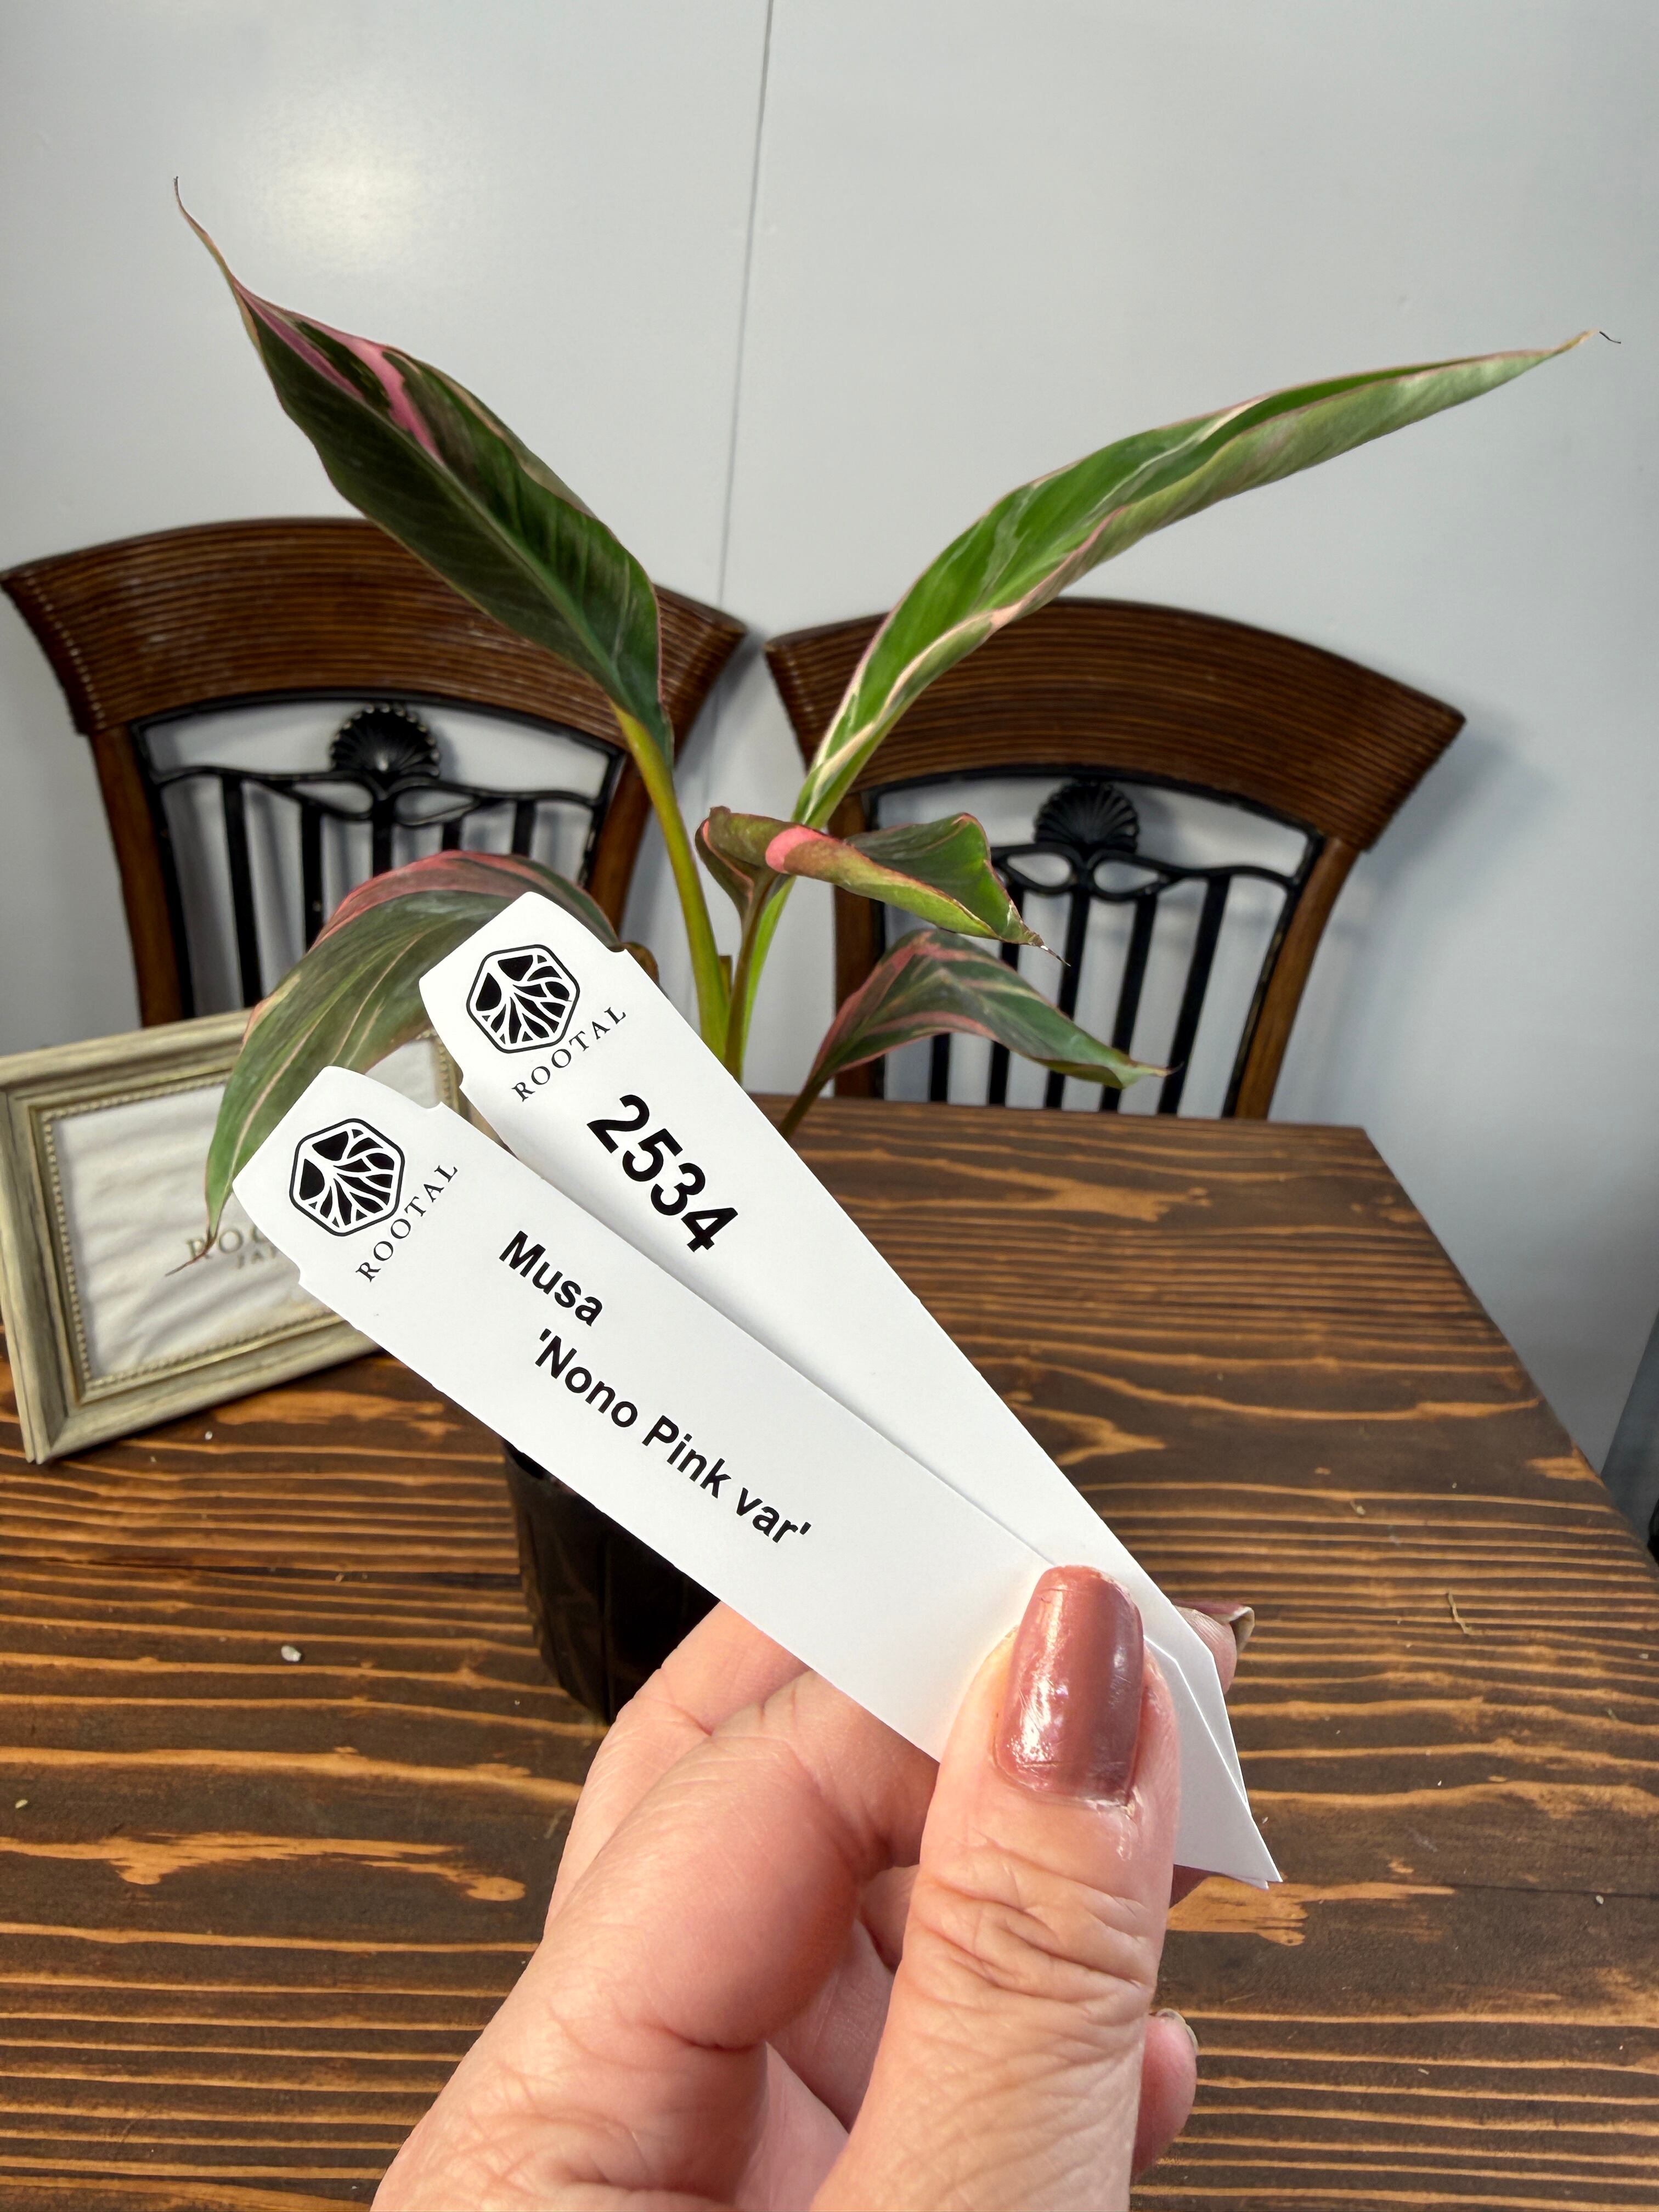 ROOTAL
2534
ROOTAL
Musa
'Nono Pink var'